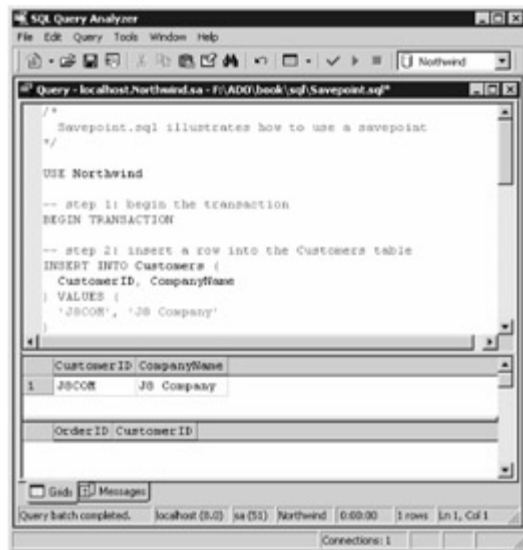 SQL Query Analyzer
File Edit Query Tools Window Help
Northwind
Query - localhost.Northwind.sa - F:\ADO\book\sql\Savepoint.sql*
/*
Savepoint.sql illustrates how to use a savepoint
*/
USE Northwind
-- step 1: begin the transaction
BEGIN TRANSACTION
-- step 2: insert a row into the Customers table
INSERT INTO Customers (
CustomerID, CompanyName
) VALUES (
'J8COM', 'J8 Company'
)
CustomerID CompanyName
1 J8COM J8 Company
OrderID CustomerID
Grids Messages
Query batch completed. localhost (8.0) sa (51) Northwind 0:00:00 1 rows Ln 1, Col 1
Connections: 1